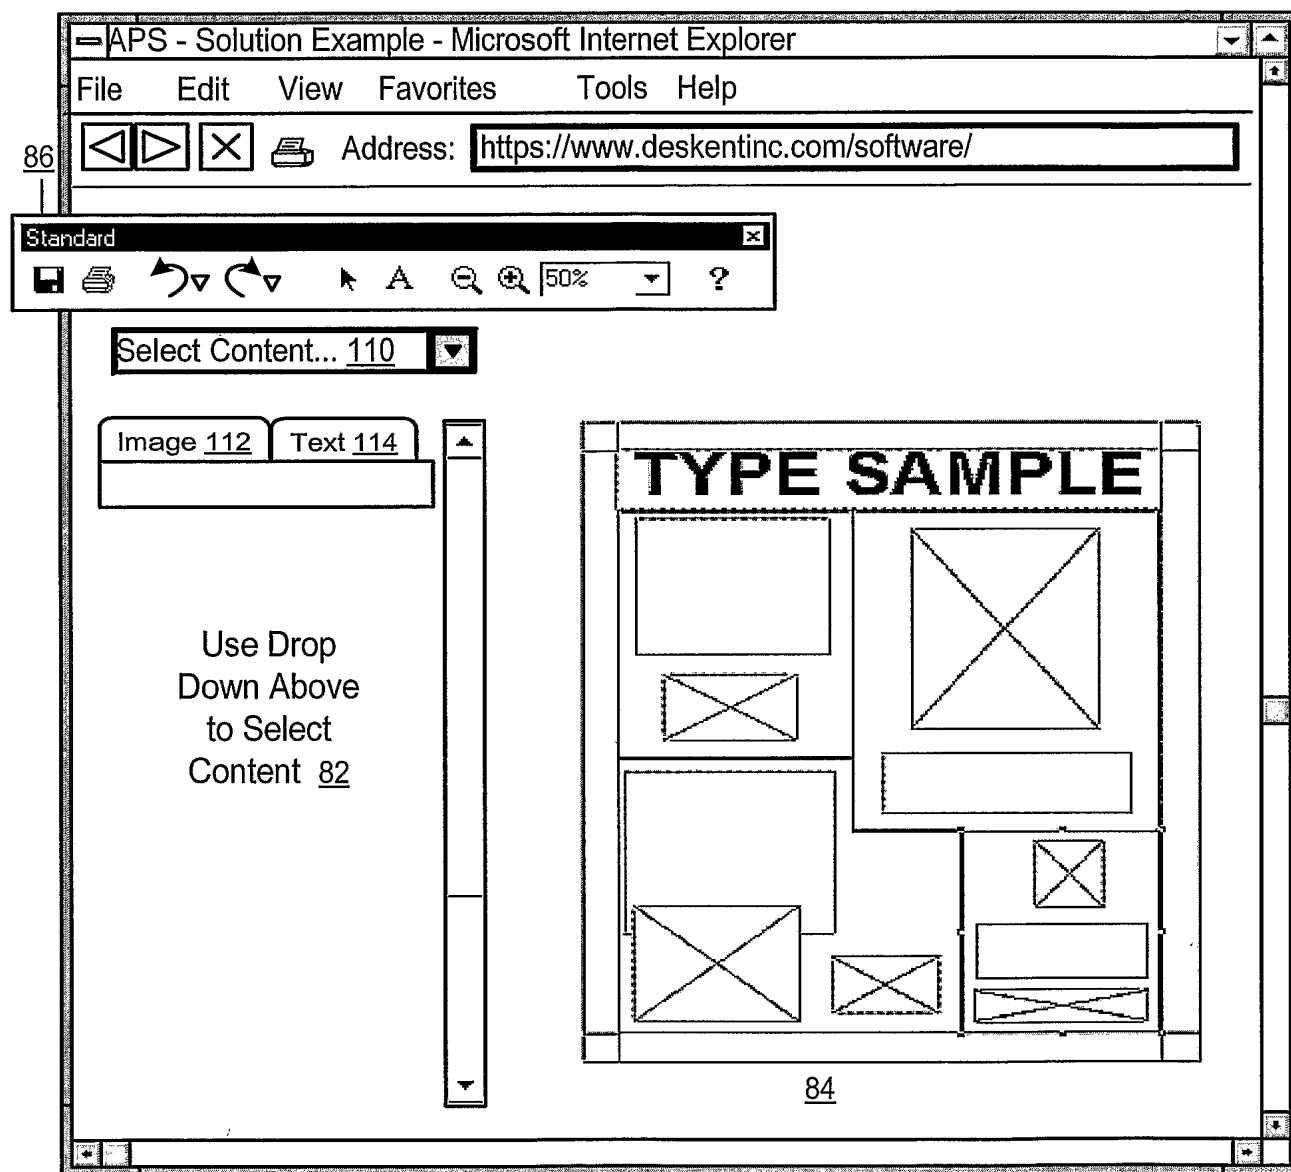 APS - Solution Example - Microsoft Internet Explorer
File Edit View Favorites Tools Help
Address: https://www.deskentinc.com/software/
86
Standard
A 50% ?
Select Content... 110
Image 112 Text 114
TYPE SAMPLE
Use Drop
Down Above
to Select
Content 82
84